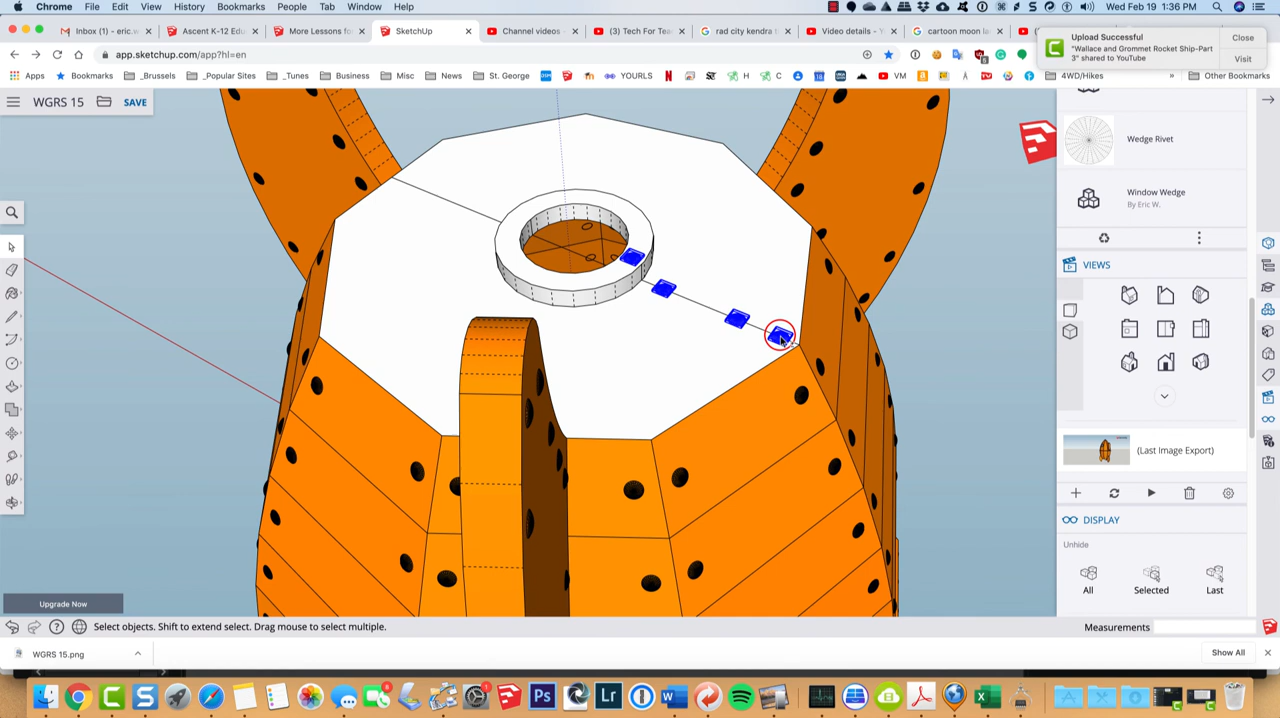 Chrome File Edit View History Bookmarks People Tab Window Help
Wed Feb 19 1:36 PM
Inbox (1) - eric.w
Ascent K-12 Edu
More Lessons fo
SketchUp
Channel videos -
(3) Tech For Tea
rad city kendra t
Video details - Y
cartoon moon la
app.sketchup.com/app?hl=en
Upload Successful
"Wallace and Grommet Rocket Ship-Part 3" shared to YouTube
Close
Visit
Apps Bookmarks _Brussels _Popular Sites _Tunes Business Misc News St. George YOURLS H C VM 4WD/Hikes » Other Bookmarks
WGRS 15 SAVE
Wedge Rivet
Window Wedge
By Eric W.
VIEWS
(Last Image Export)
DISPLAY
Unhide
All Selected Last
Upgrade Now
Select objects. Shift to extend select. Drag mouse to select multiple.
Measurements
WGRS 15.png
Show All